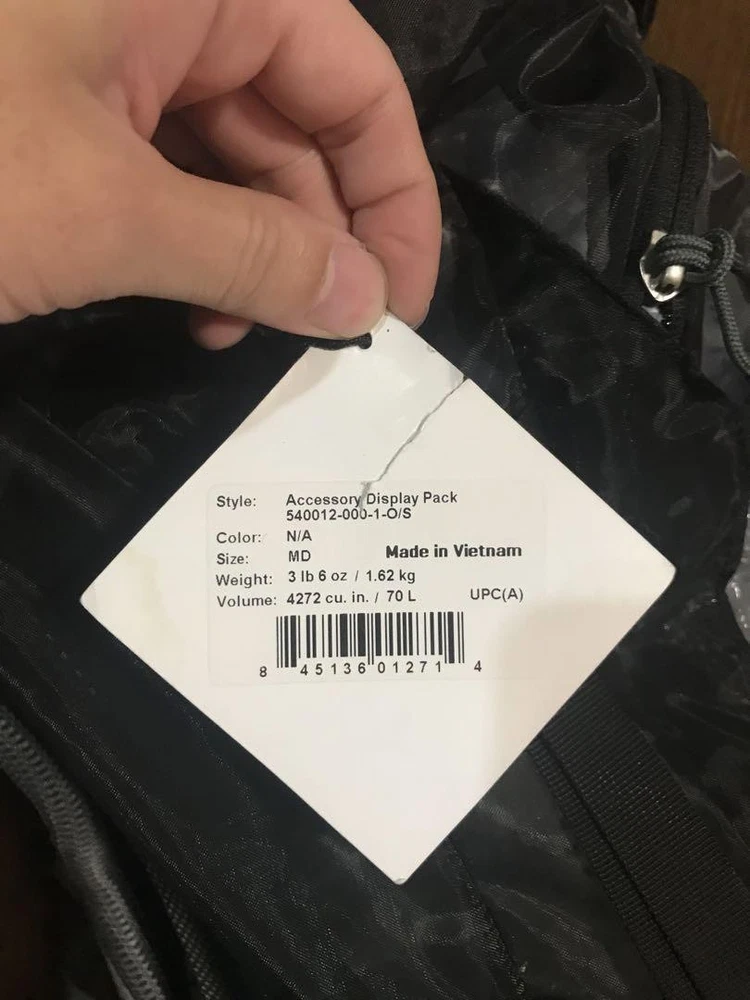 Style: Accessory Display Pack
540012-000-1-O/S
Color: N/A
Size: MD Made in Vietnam
Weight: 3 lb 6 oz / 1.62 kg
Volume: 4272 cu. in. / 70 L UPC(A)
8 45136 01271 4